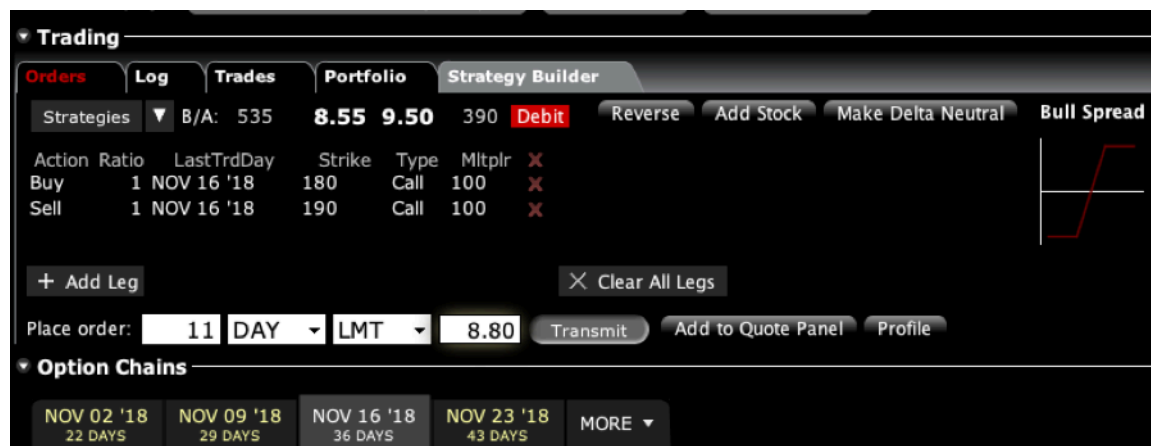 Trading
Orders Log Trades Portfolio Strategy Builder
Strategies B/A: 535 8.55 9.50 390 Debit Reverse Add Stock Make Delta Neutral Bull Spread
Action Ratio LastTrdDay Strike Type Mltplr X
Buy 1 NOV 16 '18 180 Call 100 X
Sell 1 NOV 16 '18 190 Call 100 X
+ Add Leg X Clear All Legs
Place order: 11 DAY LMT 8.80 Transmit Add to Quote Panel Profile
Option Chains
NOV 02 '18 NOV 09 '18 NOV 16 '18 NOV 23 '18 MORE
22 DAYS 29 DAYS 36 DAYS 43 DAYS